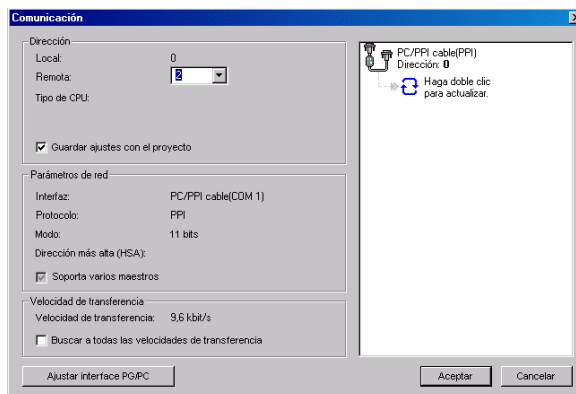 Comunicación
Dirección
Local: 0
Remota: 2
Tipo de CPU:
Guardar ajustes con el proyecto
Parámetros de red
Interfaz: PC/PPI cable(COM 1)
Protocolo: PPI
Modo: 11 bits
Dirección más alta (HSA):
Soporta varios maestros
Velocidad de transferencia
Velocidad de transferencia: 9,6 kbit/s
Buscar a todas las velocidades de transferencia
Ajustar interface PG/PC
PC/PPI cable(PPI)
Dirección: 0
Haga doble clic
para actualizar.
Aceptar
Cancelar